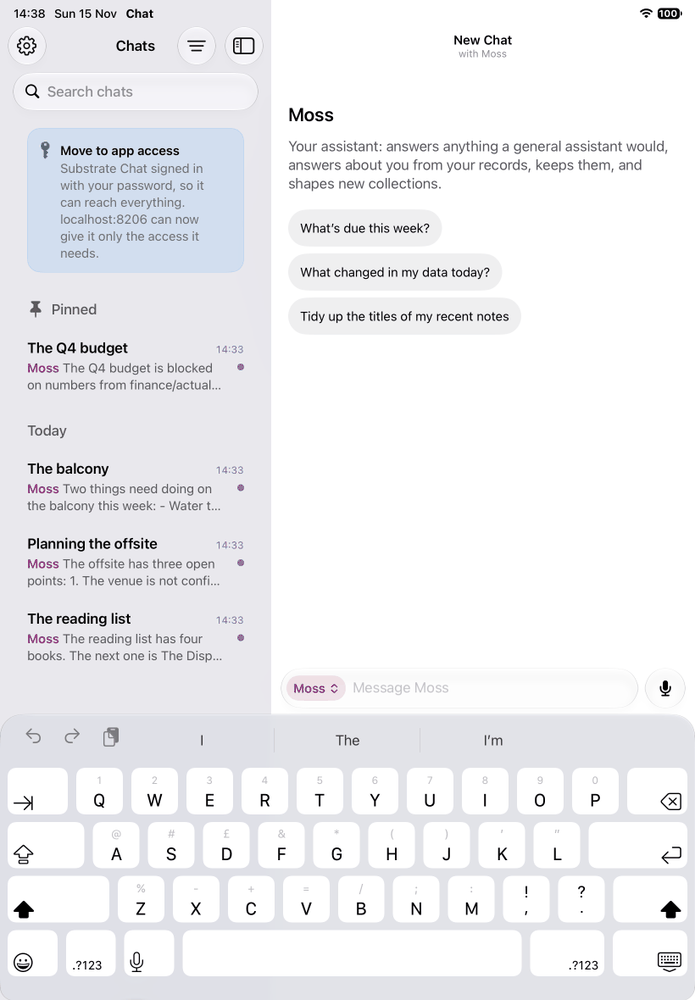 14:38 Sun 15 Nov Chat
100
Chats
Search chats
Move to app access
Substrate Chat signed in
with your password, so it
can reach everything.
localhost:8206 can now
give it only the access it
needs.
Pinned
The Q4 budget 14:33
Moss The Q4 budget is blocked
on numbers from finance/actual...
Today
The balcony 14:33
Moss Two things need doing on
the balcony this week: - Water t...
Planning the offsite 14:33
Moss The offsite has three open
points: 1. The venue is not confi...
The reading list 14:33
Moss The reading list has four
books. The next one is The Disp...
New Chat
with Moss
Moss
Your assistant: answers anything a general assistant would,
answers about you from your records, keeps them, and
shapes new collections.
What's due this week?
What changed in my data today?
Tidy up the titles of my recent notes
Moss Message Moss
I The I'm
1 2 3 4 5 6 7 8 9 0
Q W E R T Y U I O P
@ # £ & * ( ) ' "
A S D F G H J K L
% - + = / ; : ! ?
Z X C V B N M , .
.?123 .?123